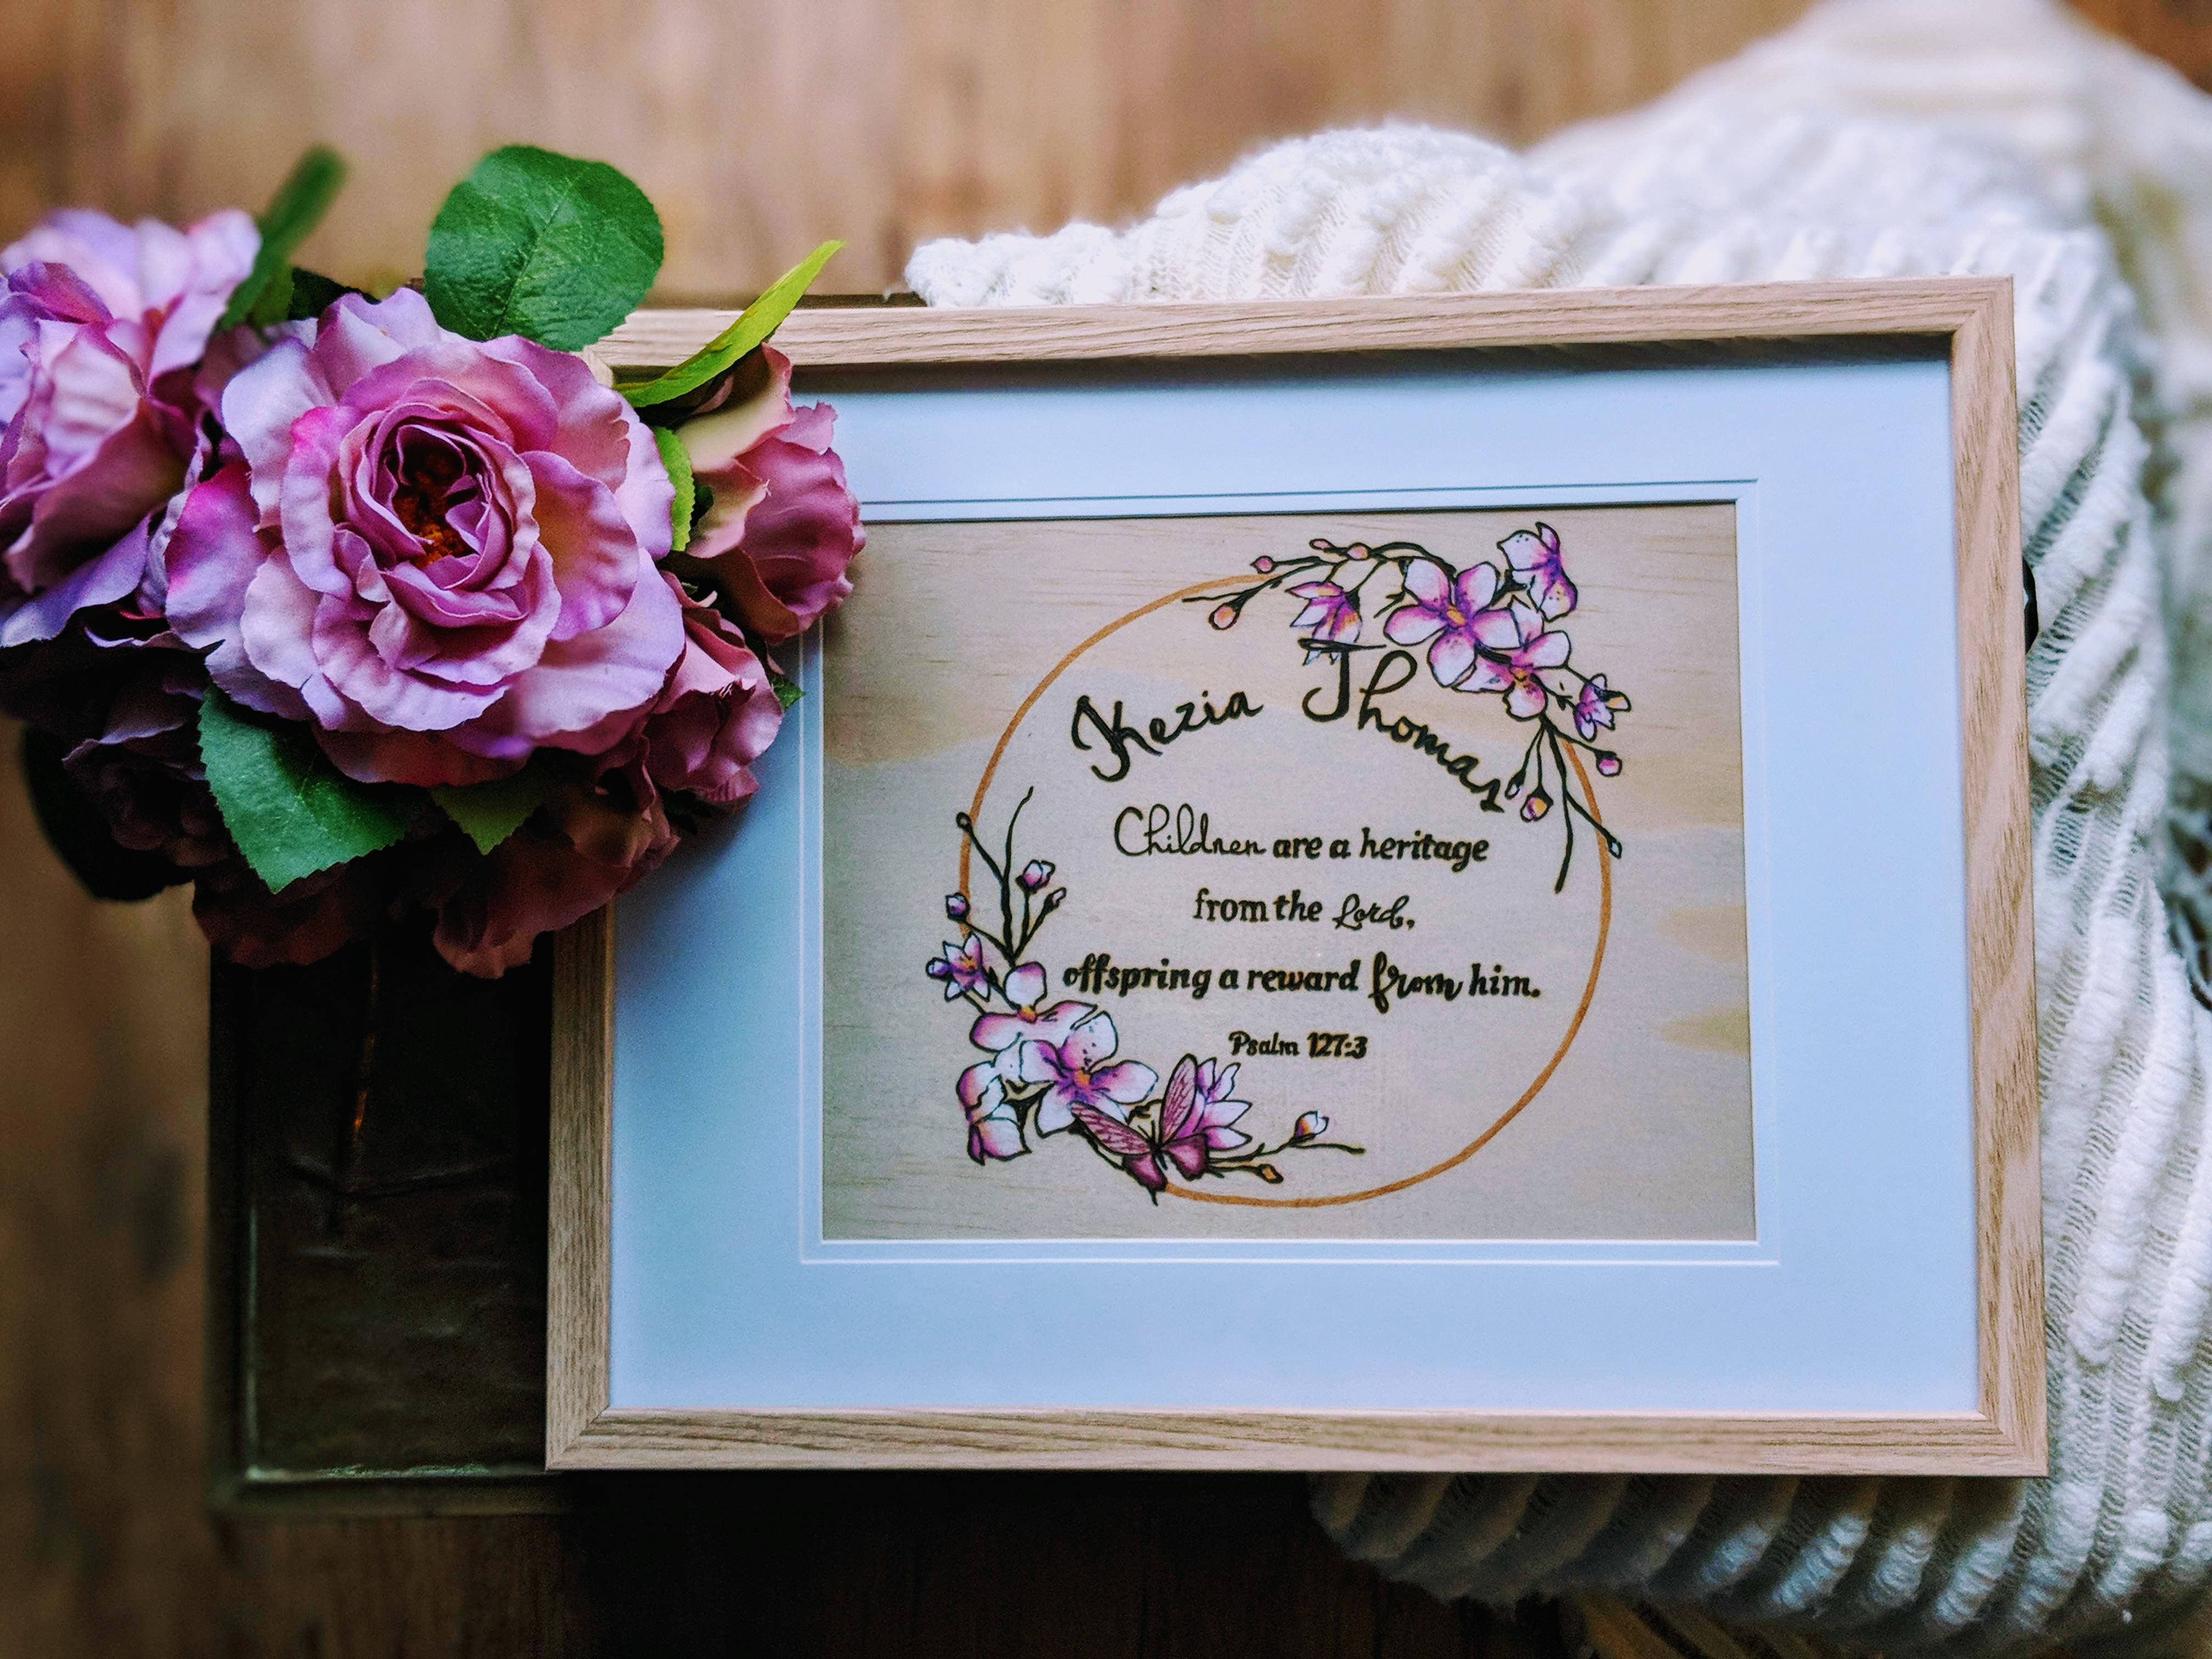 Kezia Thomas
Children are a heritage
from the Lord,
offspring a reward from him.
Psalm 127:3